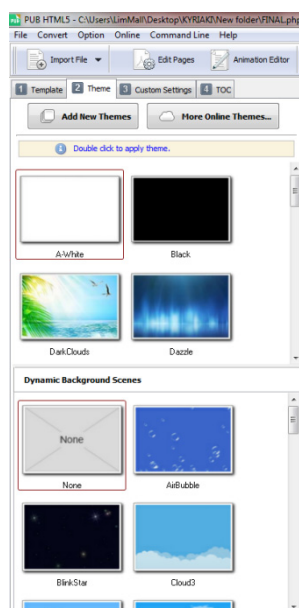 PUB HTML5 - C:\Users\LimMall\Desktop\KYRIAKI\New folder\FINAL.php
File Convert Option Online Command Line Help
Import File Edit Pages Animation Editor
1 Template 2 Theme 3 Custom Settings 4 TOC
Add New Themes More Online Themes...
Double click to apply theme.
A-White Black
DarkClouds Dazzle
Dynamic Background Scenes
None
None AirBubble
BlinkStar Cloud3